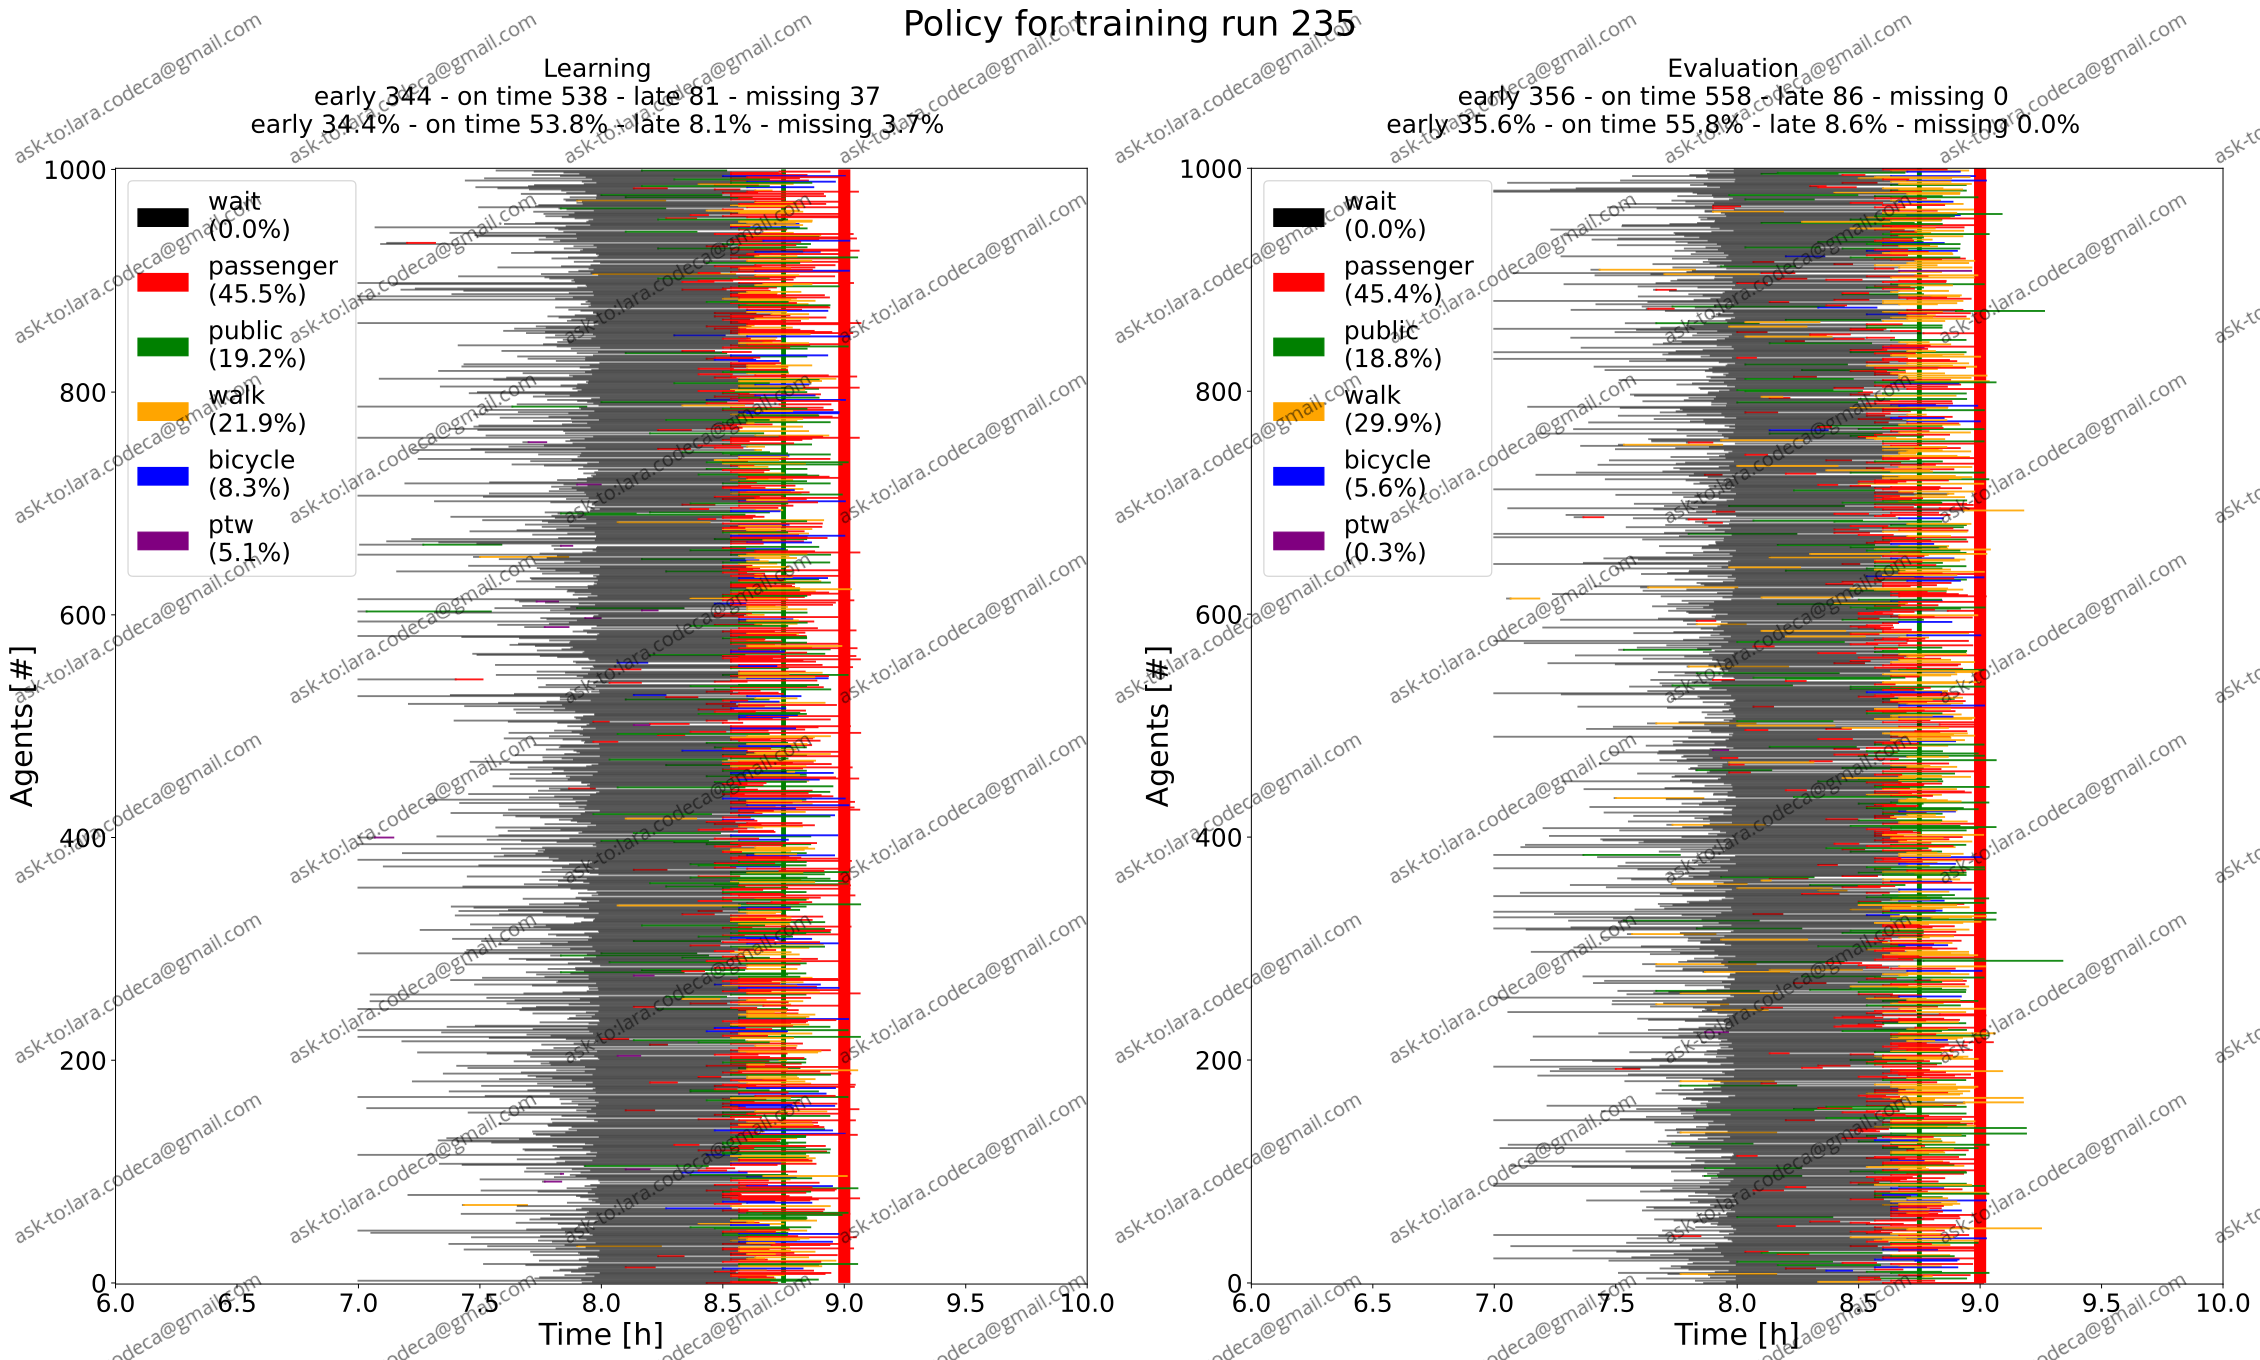 Policy for training run 235
Learning
early 344 - on time 538 - late 81 - missing 37
early 34.4% - on time 53.8% - late 8.1% - missing 3.7%
1000
800
600
400
200
0
Agents [#]
wait
(0.0%)
passenger
(45.5%)
public
(19.2%)
walk
(21.9%)
bicycle
(8.3%)
ptw
(5.1%)
6.0 6.5 7.0 7.5 8.0 8.5 9.0 9.5 10.0
Time [h]
Evaluation
early 356 - on time 558 - late 86 - missing 0
early 35.6% - on time 55.8% - late 8.6% - missing 0.0%
1000
800
600
400
200
0
Agents [#]
wait
(0.0%)
passenger
(45.4%)
public
(18.8%)
walk
(29.9%)
bicycle
(5.6%)
ptw
(0.3%)
6.0 6.5 7.0 7.5 8.0 8.5 9.0 9.5 10.0
Time [h]
ask-to:lara.codeca@gmail.com